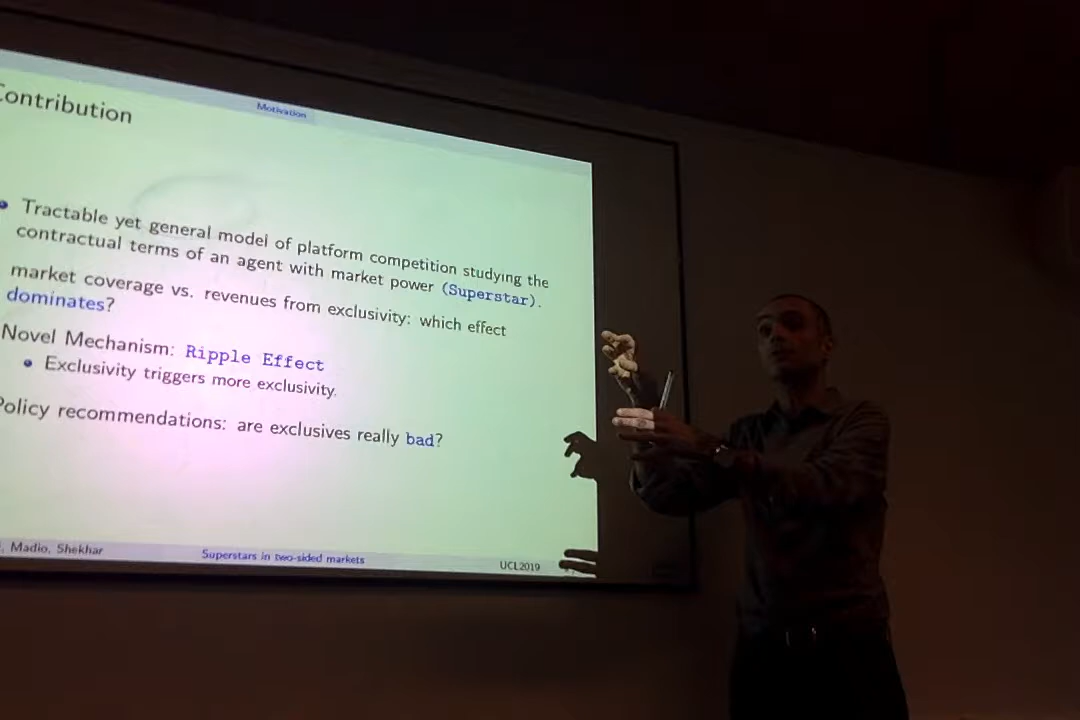 Motivation
Contribution
Tractable yet general model of platform competition studying the
contractual terms of an agent with market power (Superstar).
market coverage vs. revenues from exclusivity: which effect
dominates?
Novel Mechanism: Ripple Effect
Exclusivity triggers more exclusivity.
Policy recommendations: are exclusives really bad?
, Madio, Shekhar
Superstars in two-sided markets
UCL2019